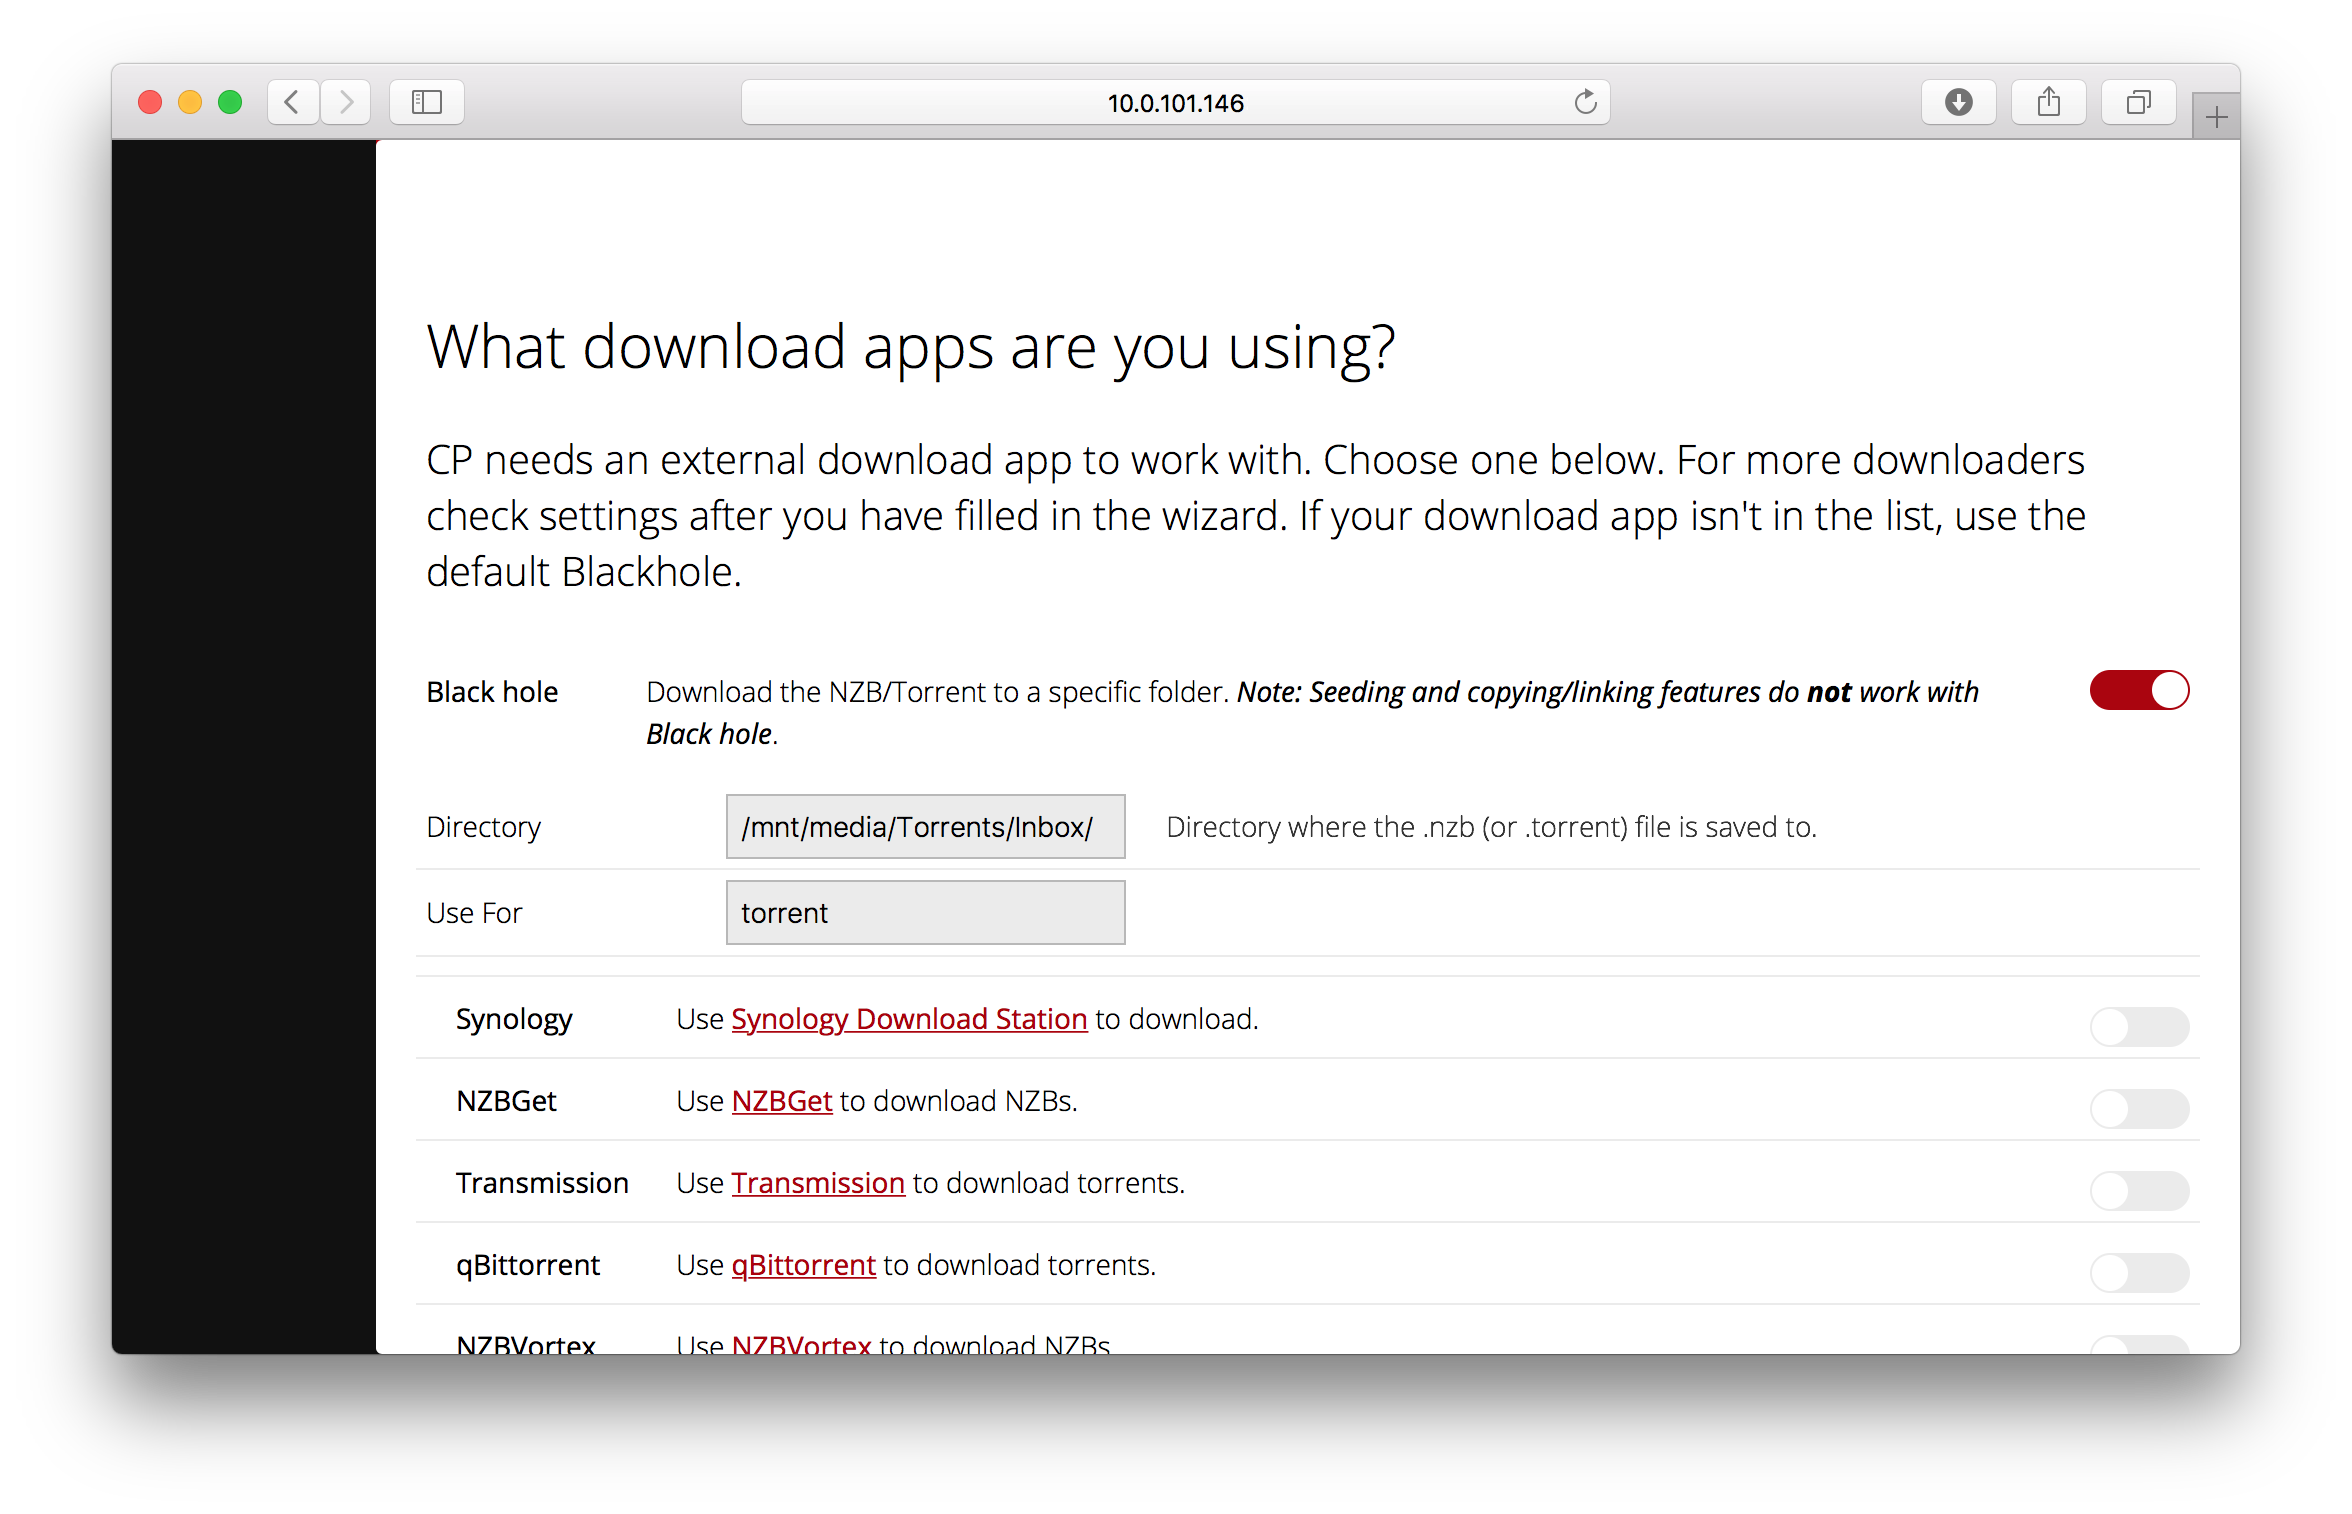 10.0.101.146
What download apps are you using?
CP needs an external download app to work with. Choose one below. For more downloaders
check settings after you have filled in the wizard. If your download app isn't in the list, use the
default Blackhole.
Black hole Download the NZB/Torrent to a specific folder. Note: Seeding and copying/linking features do not work with
Black hole.
Directory /mnt/media/Torrents/Inbox/ Directory where the .nzb (or .torrent) file is saved to.
Use For torrent
Synology Use Synology Download Station to download.
NZBGet Use NZBGet to download NZBs.
Transmission Use Transmission to download torrents.
qBittorrent Use qBittorrent to download torrents.
NZBVortex Use NZBVortex to download NZBs